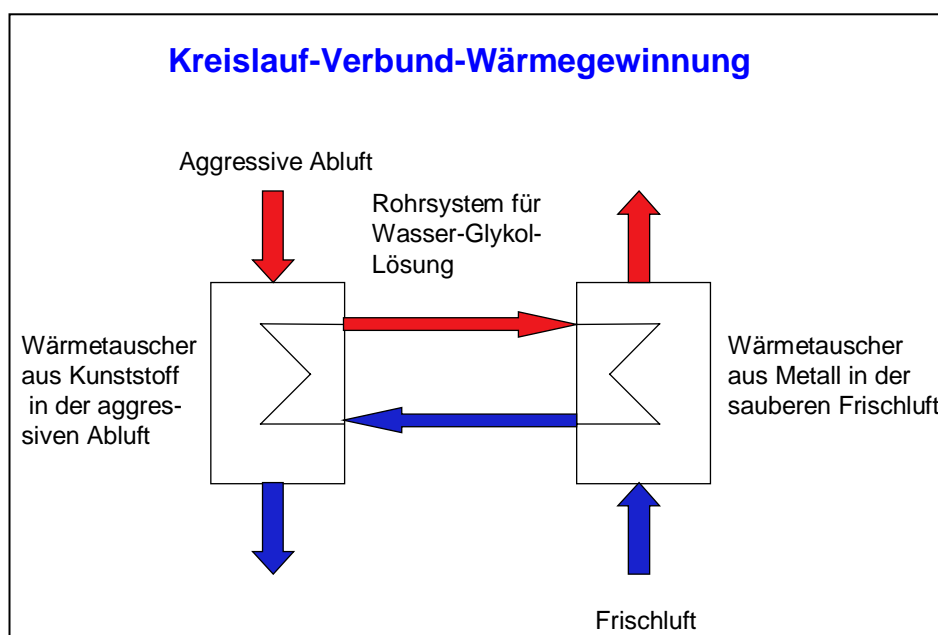 Kreislauf-Verbund-Wärmegewinnung
Aggressive Abluft
Rohrsystem für
Wasser-Glykol-
Lösung
Wärmetauscher
aus Kunststoff
in der aggres-
siven Abluft
Wärmetauscher
aus Metall in der
sauberen Frischluft
Frischluft